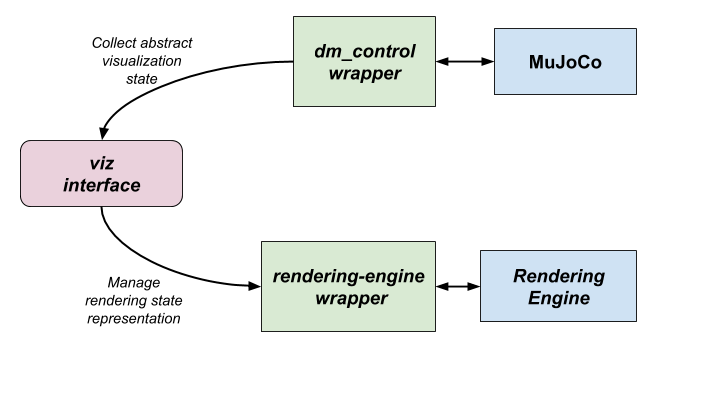 Collect abstract
visualization
state
dm_control
wrapper
MuJoCo
viz
interface
Manage
rendering state
representation
rendering-engine
wrapper
Rendering
Engine